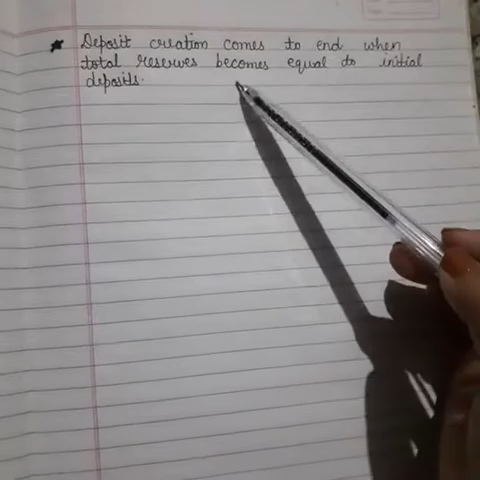 ★ Deposit creation comes to end when
total reserves becomes equal to initial
deposits.